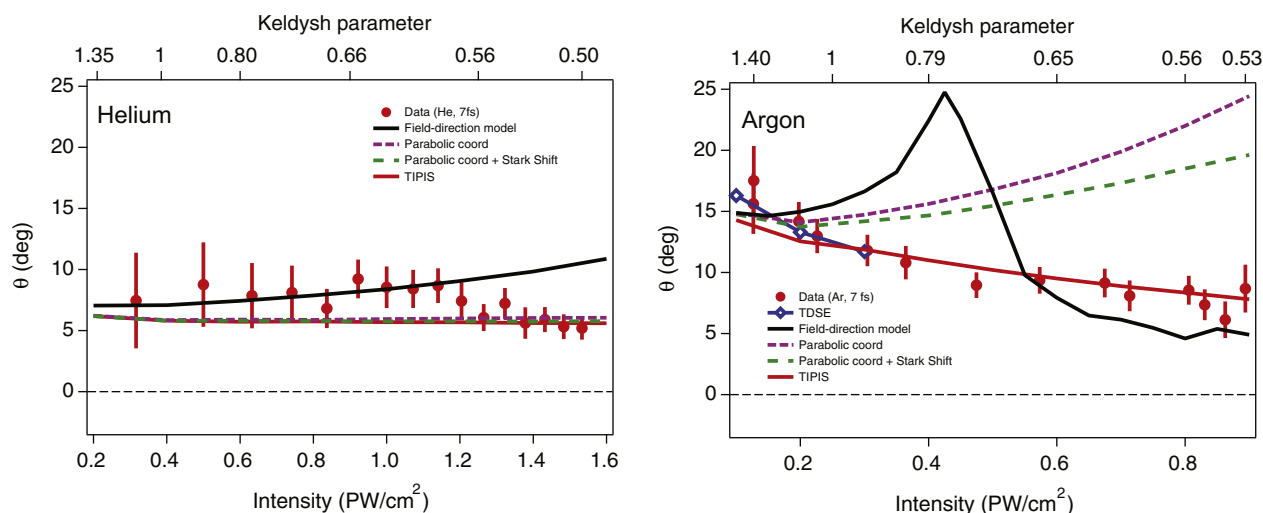 Keldysh parameter
1.35 1 0.80 0.66 0.56 0.50
25
20
15
10
5
0
θ (deg)
Helium
Data (He, 7fs)
Field-direction model
Parabolic coord
Parabolic coord + Stark Shift
TIPIS
0.2 0.4 0.6 0.8 1.0 1.2 1.4 1.6
Intensity (PW/cm²)
Keldysh parameter
1.40 1 0.79 0.65 0.56 0.53
25
20
15
10
5
0
θ (deg)
Argon
Data (Ar, 7 fs)
TDSE
Field-direction model
Parabolic coord
Parabolic coord + Stark Shift
TIPIS
0.2 0.4 0.6 0.8
Intensity (PW/cm²)